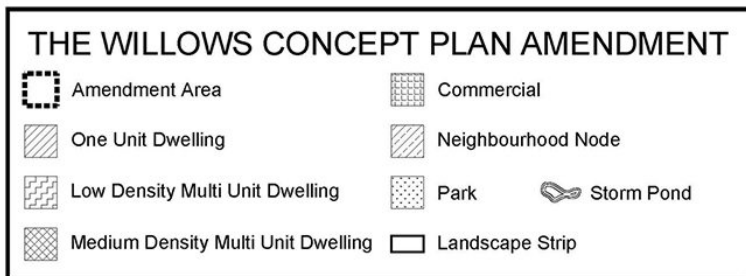 THE WILLOWS CONCEPT PLAN AMENDMENT
Amendment Area
Commercial
One Unit Dwelling
Neighbourhood Node
Low Density Multi Unit Dwelling
Park
Storm Pond
Medium Density Multi Unit Dwelling
Landscape Strip